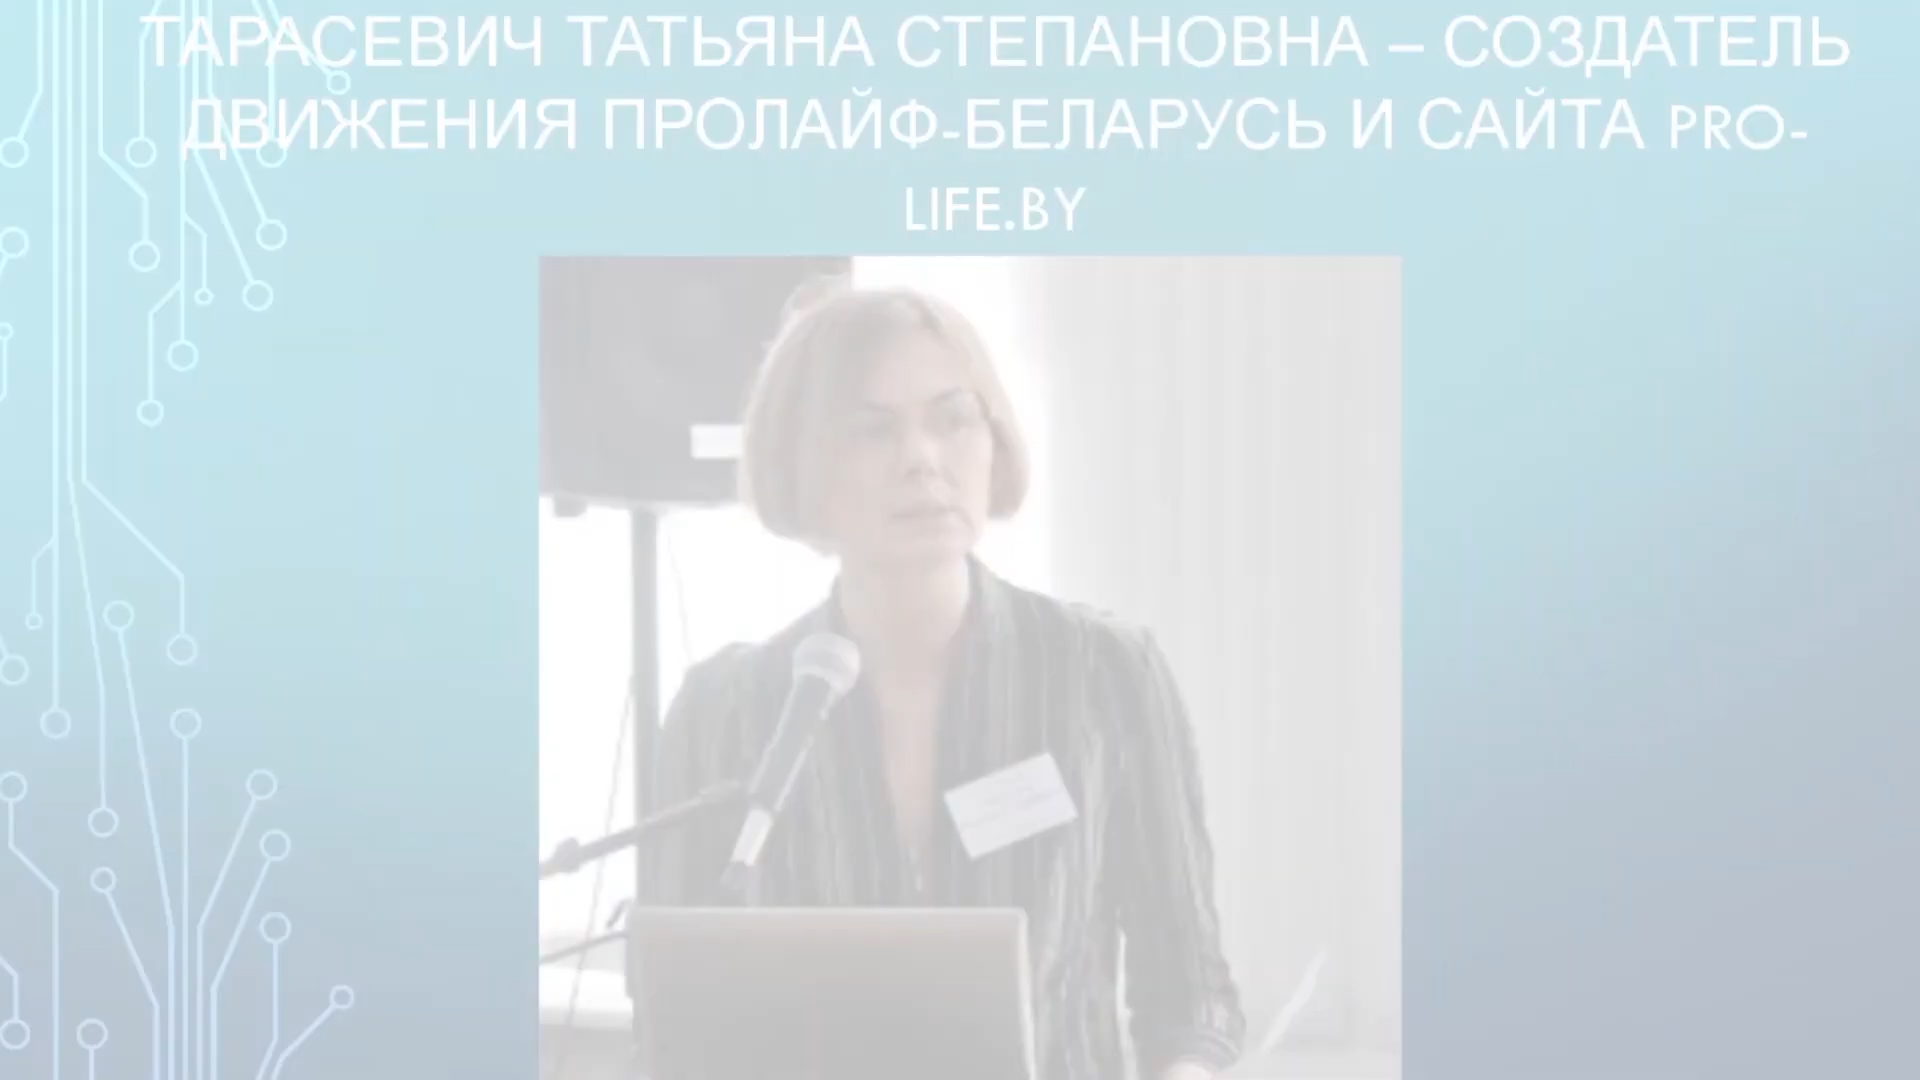 ТАРАСЕВИЧ ТАТЬЯНА СТЕПАНОВНА – СОЗДАТЕЛЬ
ДВИЖЕНИЯ ПРОЛАЙФ-БЕЛАРУСЬ И САЙТА PRO-
LIFE.BY